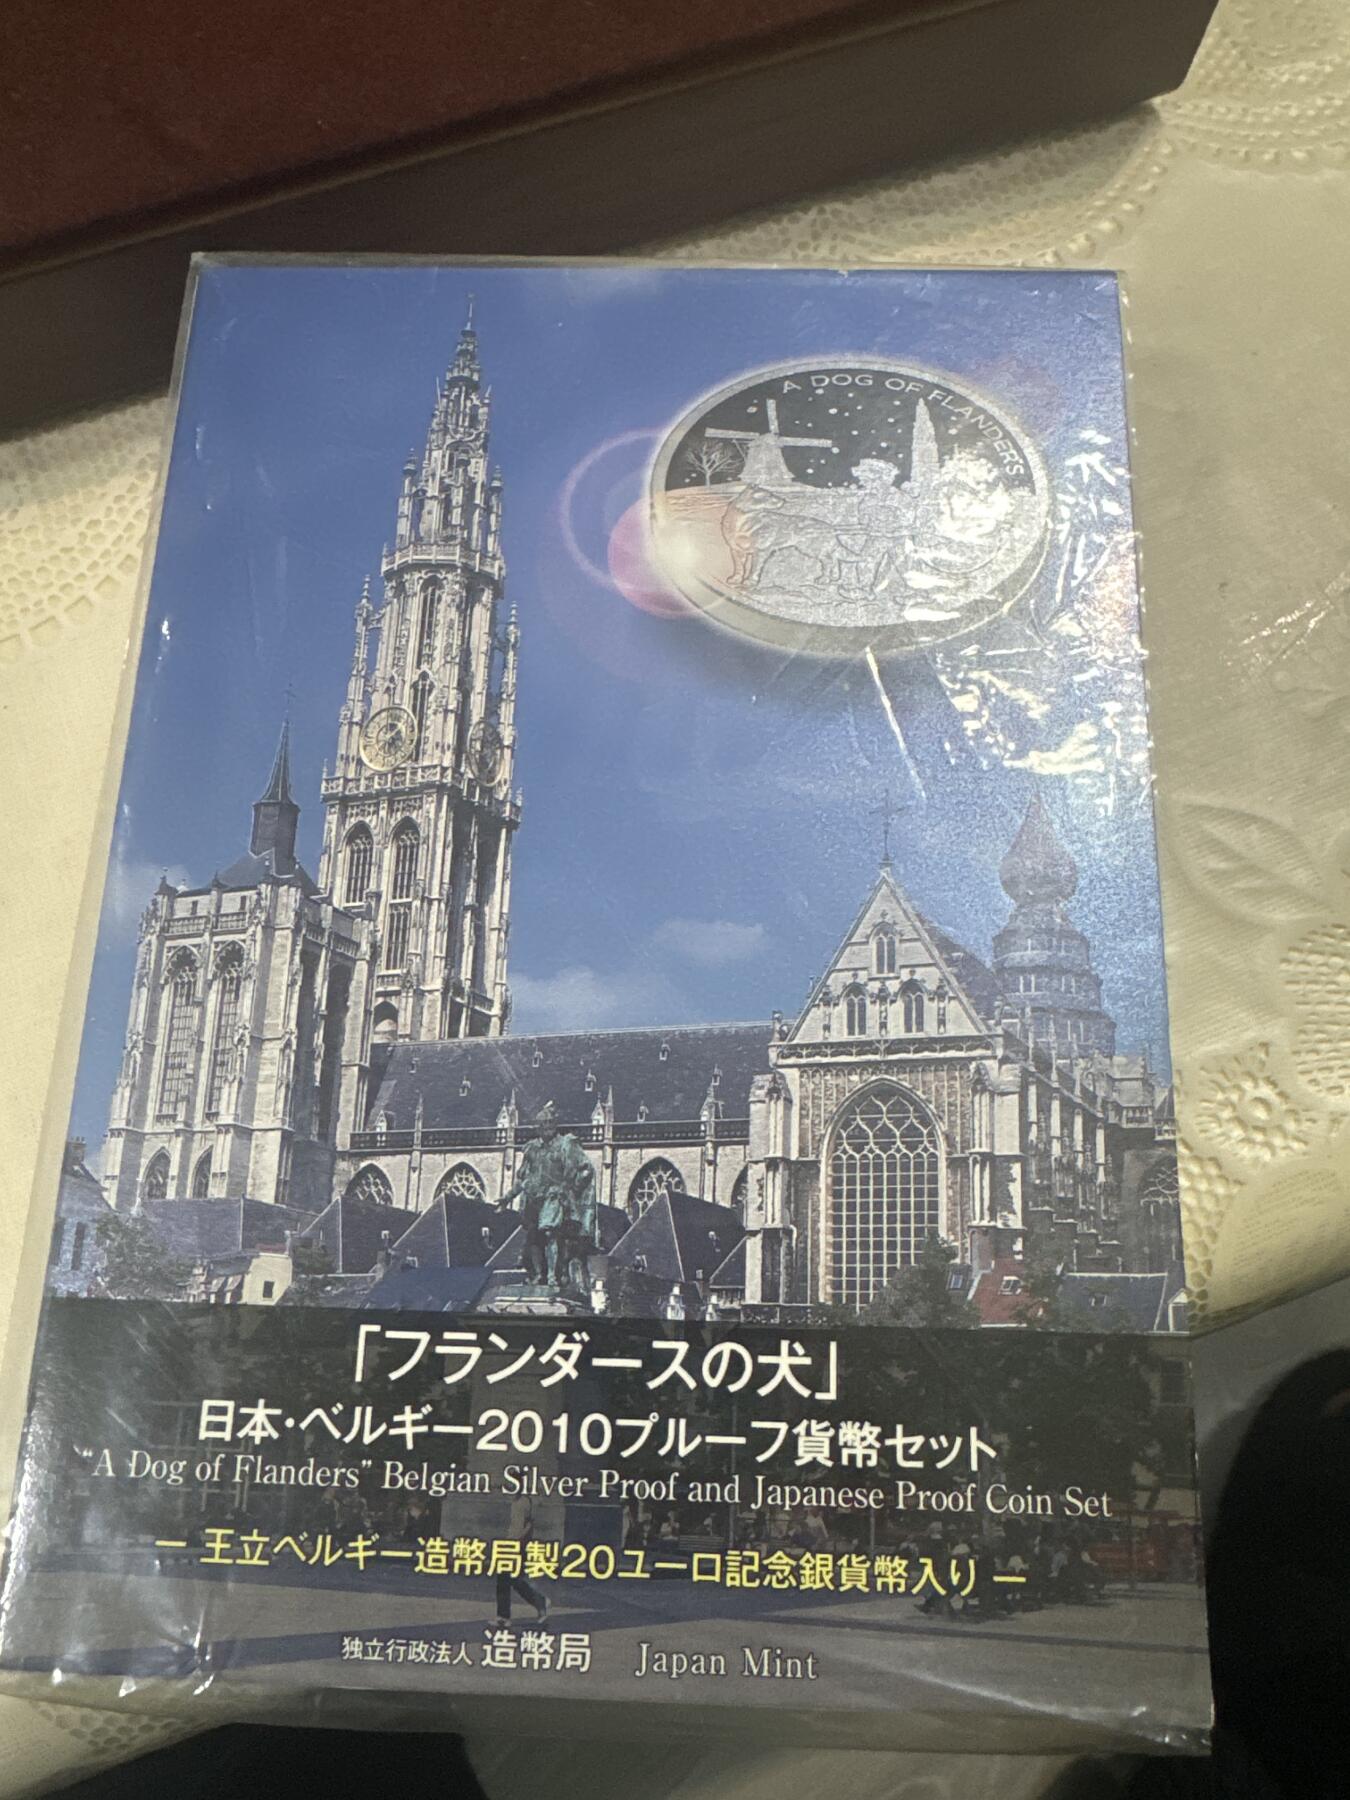 A DOG OF FLANDERS
「フランダースの犬」
日本・ベルギー2010プルーフ貨幣セット
"A Dog of Flanders" Belgian Silver Proof and Japanese Proof Coin Set
ー 王立ベルギー造幣局製20ユーロ記念銀貨幣入り ー
独立行政法人 造幣局 Japan Mint